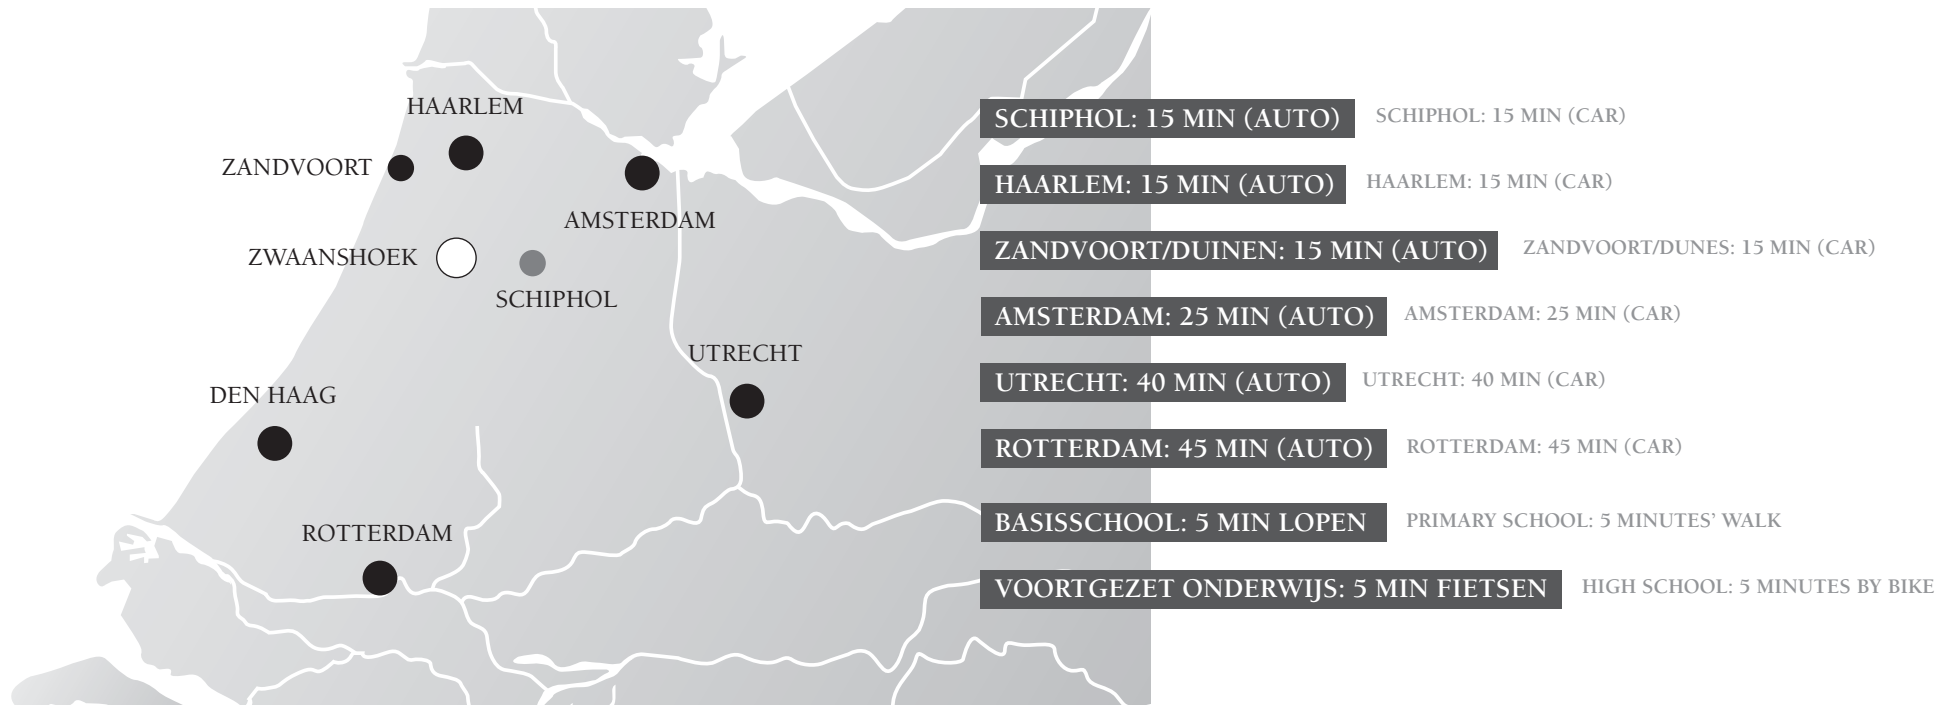 HAARLEM
ZANDVOORT
AMSTERDAM
ZWAANSHOEK
SCHIPHOL
UTRECHT
DEN HAAG
ROTTERDAM
SCHIPHOL: 15 MIN (AUTO) SCHIPHOL: 15 MIN (CAR)
HAARLEM: 15 MIN (AUTO) HAARLEM: 15 MIN (CAR)
ZANDVOORT/DUINEN: 15 MIN (AUTO) ZANDVOORT/DUNES: 15 MIN (CAR)
AMSTERDAM: 25 MIN (AUTO) AMSTERDAM: 25 MIN (CAR)
UTRECHT: 40 MIN (AUTO) UTRECHT: 40 MIN (CAR)
ROTTERDAM: 45 MIN (AUTO) ROTTERDAM: 45 MIN (CAR)
BASISSCHOOL: 5 MIN LOPEN PRIMARY SCHOOL: 5 MINUTES’ WALK
VOORTGEZET ONDERWIJS: 5 MIN FIETSEN HIGH SCHOOL: 5 MINUTES BY BIKE